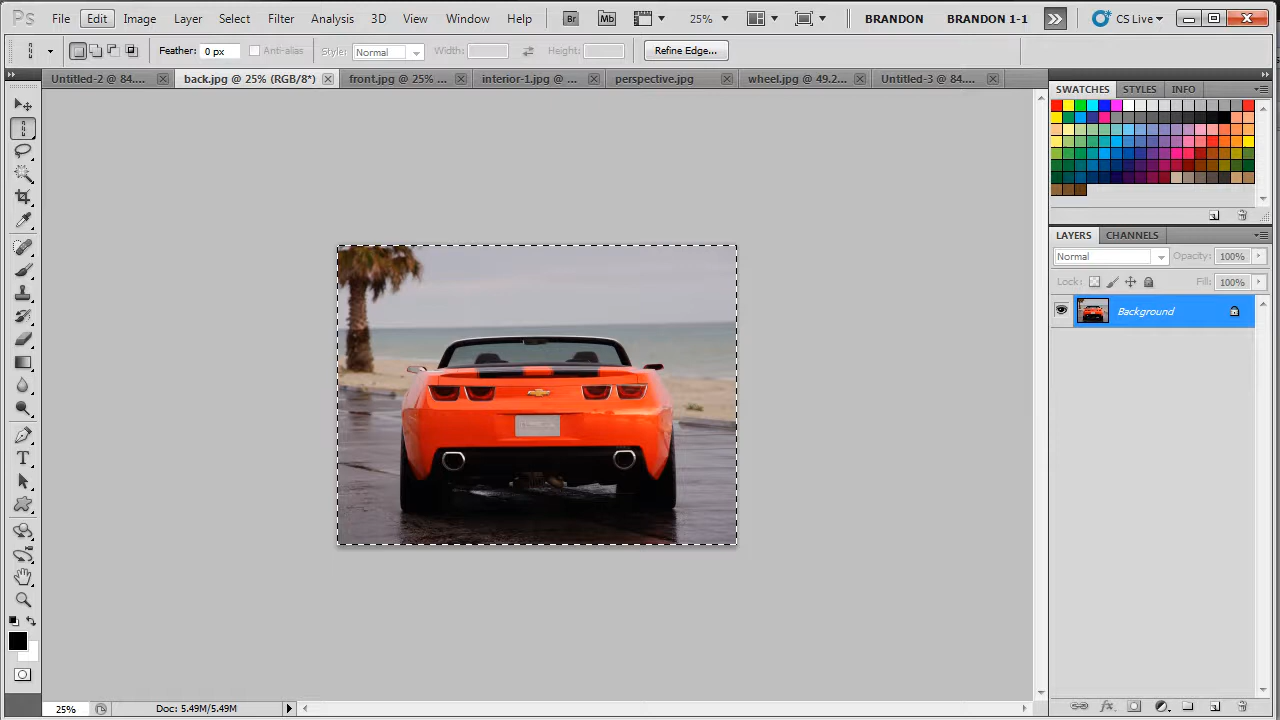 Ps File Edit Image Layer Select Filter Analysis 3D View Window Help Br Mb 25% BRANDON BRANDON 1-1 CS Live
Feather: 0 px Anti-alias Style: Normal Width: Height: Refine Edge...
Untitled-2 @ 84.... back.jpg @ 25% (RGB/8*) front.jpg @ 25% ... interior-1.jpg @ ... perspective.jpg wheel.jpg @ 49.2... Untitled-3 @ 84....
SWATCHES STYLES INFO
LAYERS CHANNELS
Normal Opacity: 100%
Lock: Fill: 100%
Background
25% Doc: 5.49M/5.49M